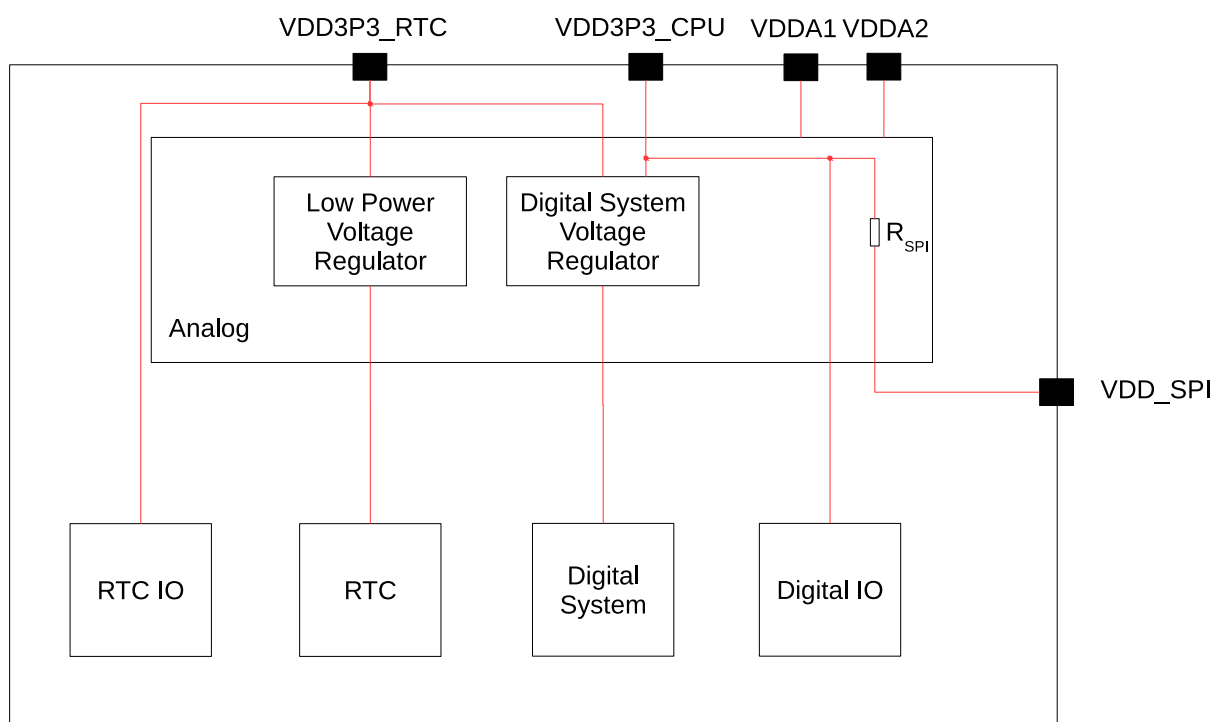 VDD3P3_RTC
VDD3P3_CPU
VDDA1
VDDA2
Low Power
Voltage
Regulator
Digital System
Voltage
Regulator
RSPI
Analog
VDD_SPI
RTC IO
RTC
Digital
System
Digital IO